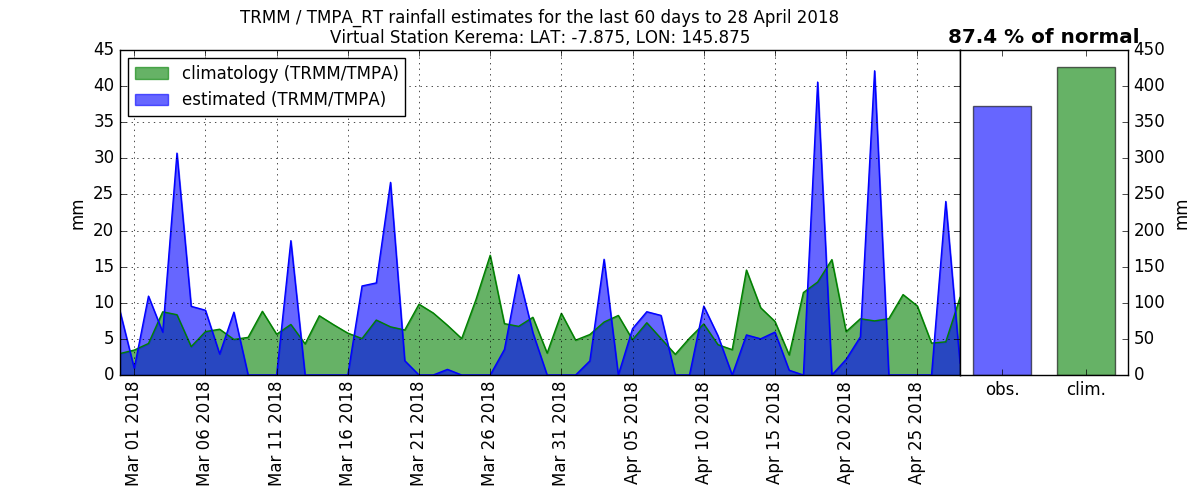 TRMM / TMPA_RT rainfall estimates for the last 60 days to 28 April 2018
Virtual Station Kerema: LAT: -7.875, LON: 145.875
87.4 % of normal
climatology (TRMM/TMPA)
estimated (TRMM/TMPA)
mm
45
40
35
30
25
20
15
10
5
0
Mar 01 2018
Mar 06 2018
Mar 11 2018
Mar 16 2018
Mar 21 2018
Mar 26 2018
Mar 31 2018
Apr 05 2018
Apr 10 2018
Apr 15 2018
Apr 20 2018
Apr 25 2018
obs.
clim.
450
400
350
300
250
200
150
100
50
0
mm